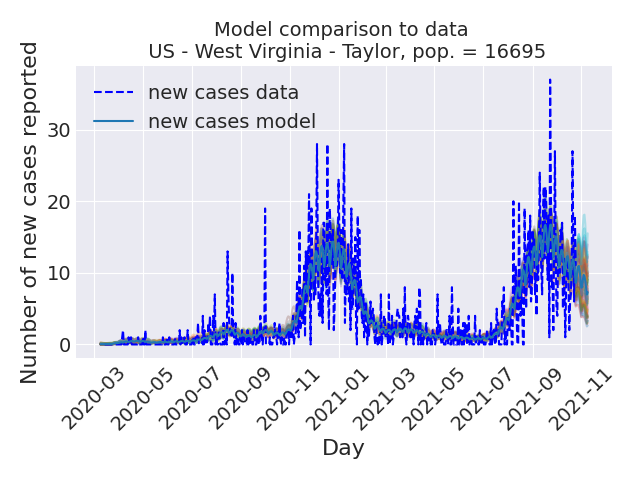 Model comparison to data
US - West Virginia - Taylor, pop. = 16695
Number of new cases reported
new cases data
new cases model
30
20
10
0
2020-03
2020-05
2020-07
2020-09
2020-11
2021-01
2021-03
2021-05
2021-07
2021-09
2021-11
Day